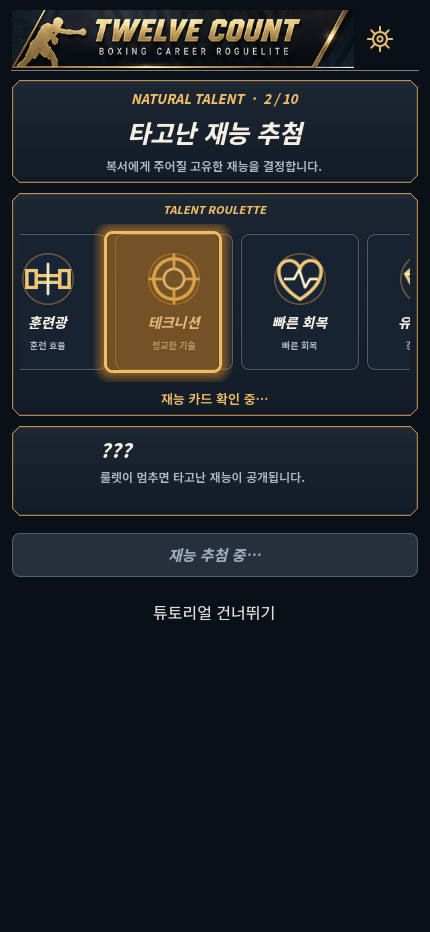 TWELVE COUNT
BOXING CAREER ROGUELITE
NATURAL TALENT · 2 / 10
타고난 재능 추첨
복서에게 주어질 고유한 재능을 결정합니다.
TALENT ROULETTE
훈련광
테크니션
빠른 회복
훈련 효율
정교한 기술
빠른 회복
재능 카드 확인 중…
???
룰렛이 멈추면 타고난 재능이 공개됩니다.
재능 추첨 중…
튜토리얼 건너뛰기